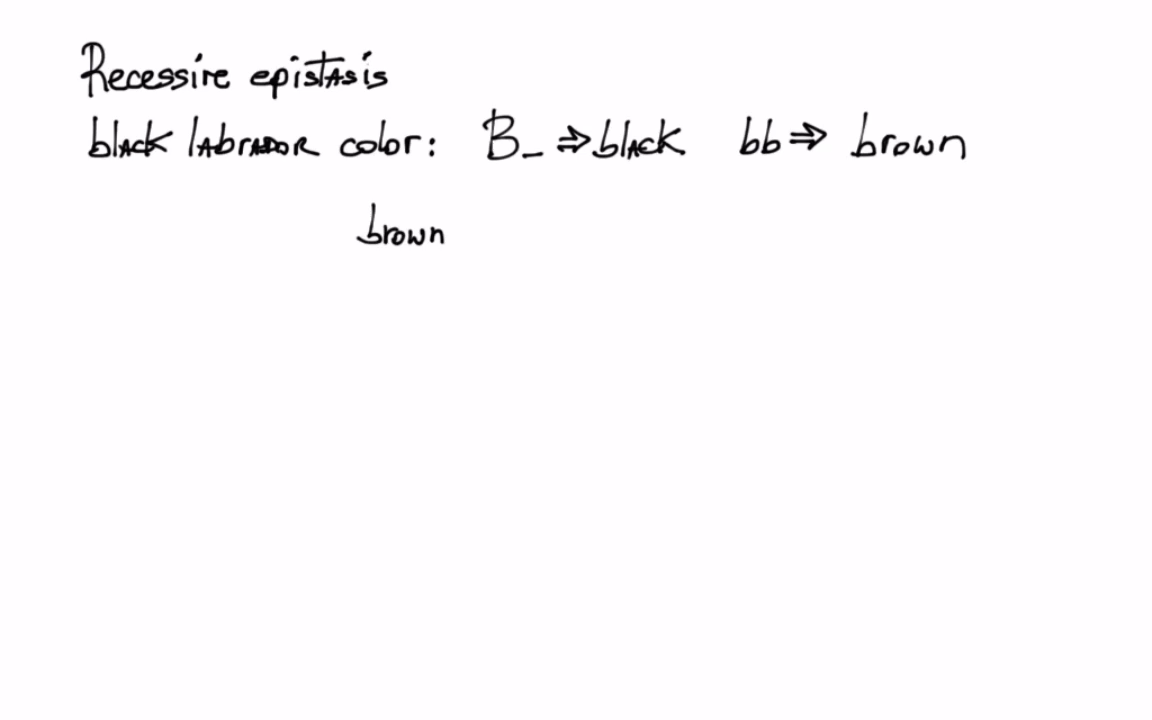 Recessive epistasis
black labrador color: B_ ⇒ black bb ⇒ brown
brown